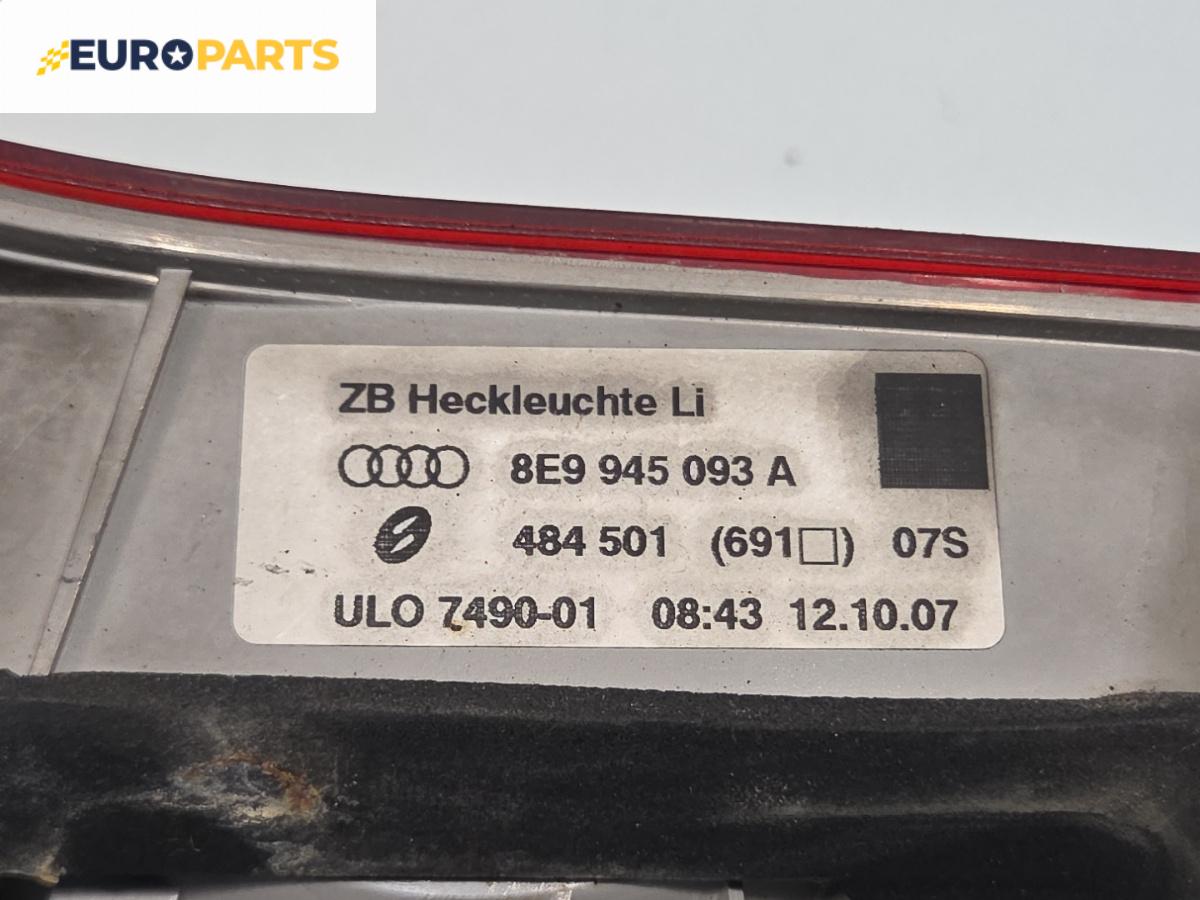 EUROPARTS
ZB Heckleuchte Li
8E9 945 093 A
484 501 (691□) 07S
ULO 7490-01 08:43 12.10.07